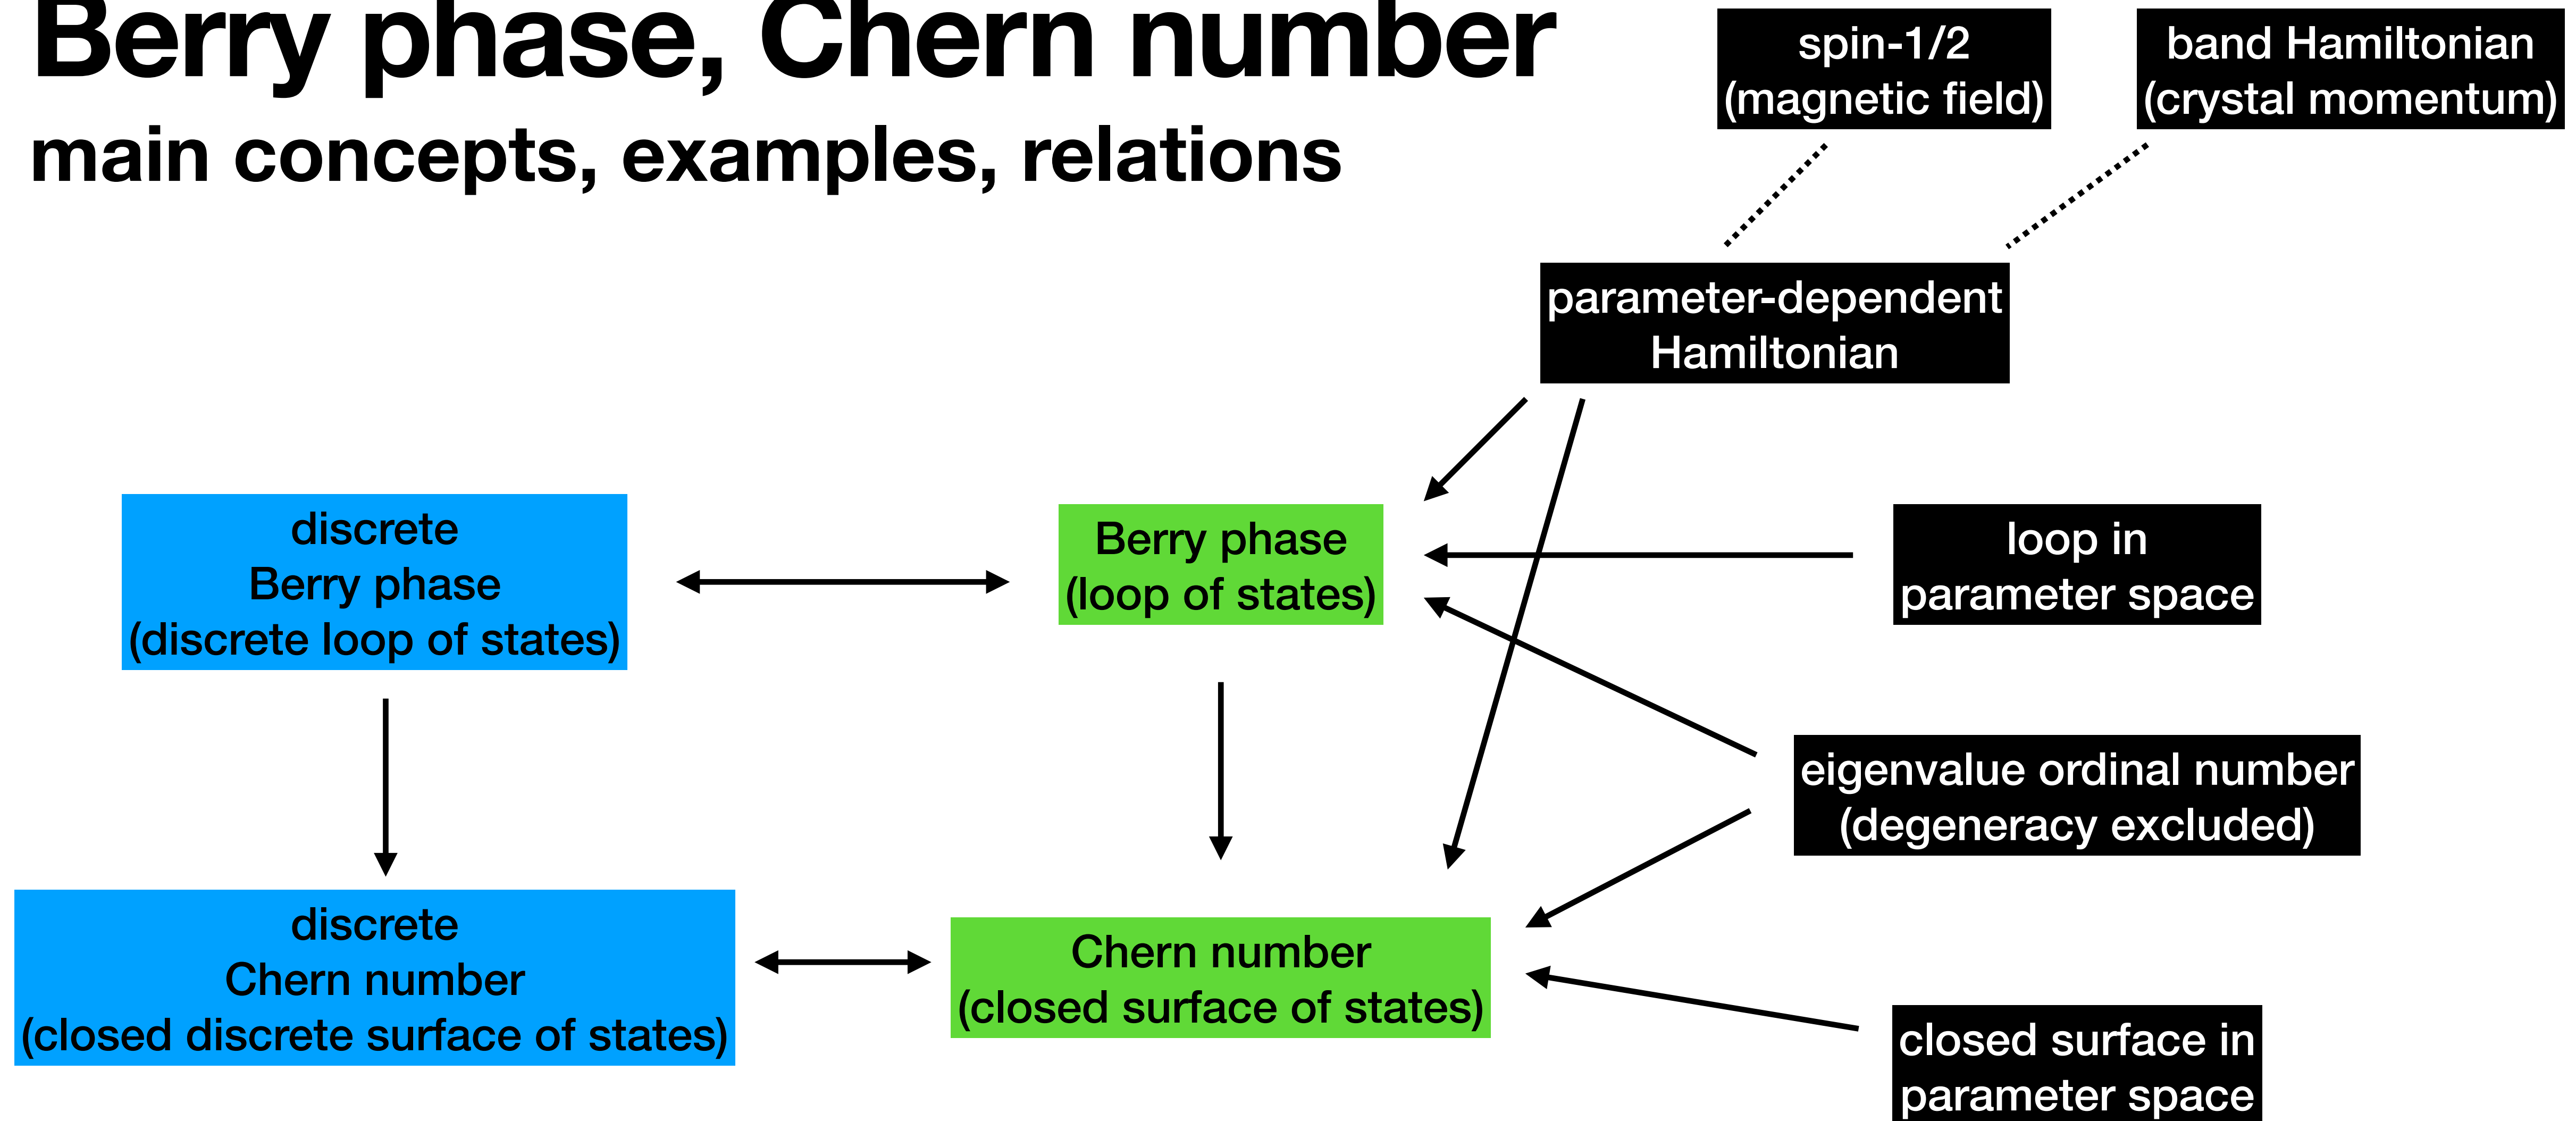 Berry phase, Chern number
main concepts, examples, relations
spin-1/2
(magnetic field)
band Hamiltonian
(crystal momentum)
parameter-dependent
Hamiltonian
discrete
Berry phase
(discrete loop of states)
Berry phase
(loop of states)
loop in
parameter space
eigenvalue ordinal number
(degeneracy excluded)
discrete
Chern number
(closed discrete surface of states)
Chern number
(closed surface of states)
closed surface in
parameter space